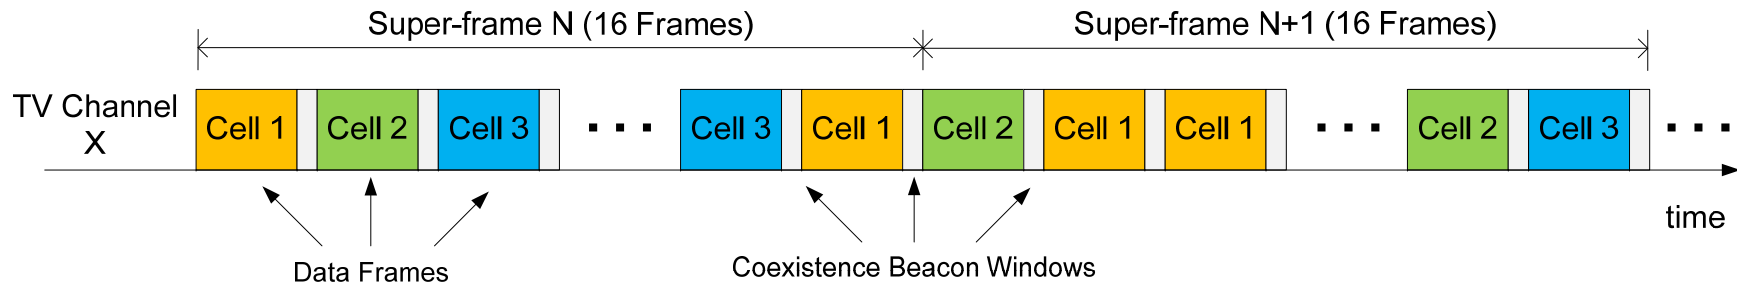 Super-frame N (16 Frames)
Super-frame N+1 (16 Frames)
TV Channel
X
Cell 1
Cell 2
Cell 3
. . .
Cell 3
Cell 1
Cell 2
Cell 1
Cell 1
. . .
Cell 2
Cell 3
. . .
time
Data Frames
Coexistence Beacon Windows